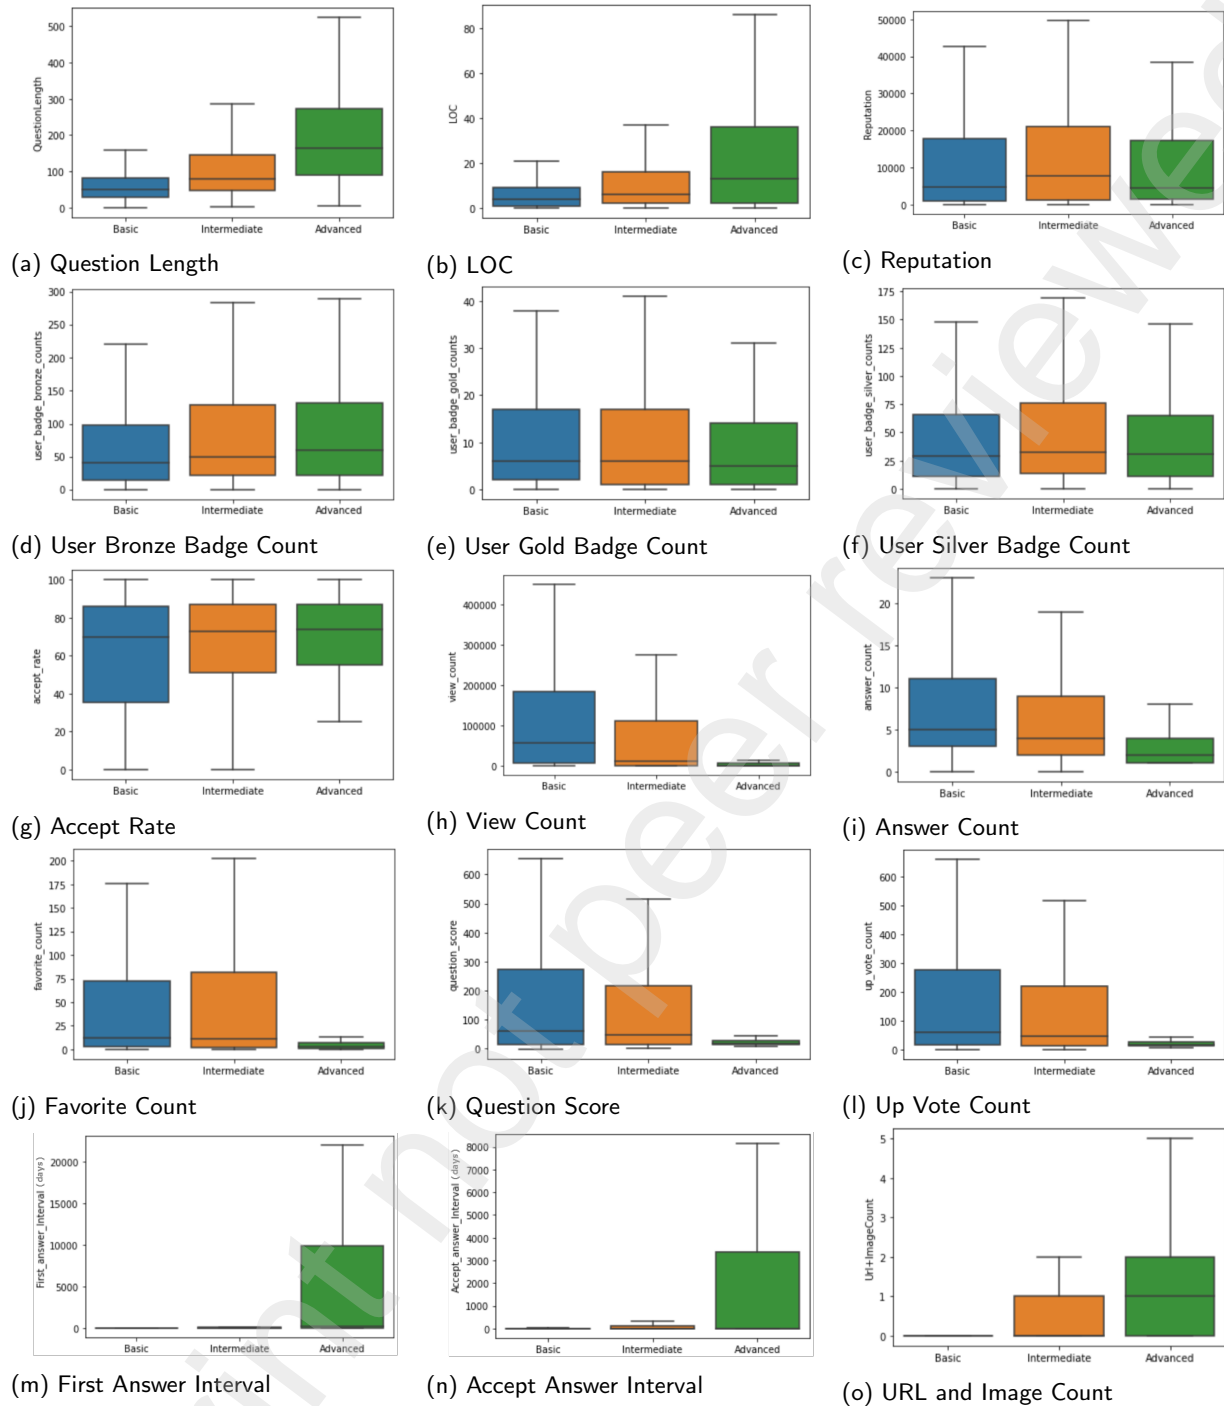 QuestionLength
500
400
300
200
100
0
Basic Intermediate Advanced
(a) Question Length
LOC
80
60
40
20
0
Basic Intermediate Advanced
(b) LOC
Reputation
50000
40000
30000
20000
10000
0
Basic Intermediate Advanced
(c) Reputation
user_badge_bronze_counts
300
250
200
150
100
50
0
Basic Intermediate Advanced
(d) User Bronze Badge Count
user_badge_gold_counts
40
30
20
10
0
Basic Intermediate Advanced
(e) User Gold Badge Count
user_badge_silver_counts
175
150
125
100
75
50
25
0
Basic Intermediate Advanced
(f) User Silver Badge Count
accept_rate
100
80
60
40
20
0
Basic Intermediate Advanced
(g) Accept Rate
view_count
400000
300000
200000
100000
0
Basic Intermediate Advanced
(h) View Count
answer_count
20
15
10
5
0
Basic Intermediate Advanced
(i) Answer Count
favorite_count
200
175
150
125
100
75
50
25
0
Basic Intermediate Advanced
(j) Favorite Count
question_score
600
500
400
300
200
100
0
Basic Intermediate Advanced
(k) Question Score
up_vote_count
600
500
400
300
200
100
0
Basic Intermediate Advanced
(l) Up Vote Count
First_answer_Interval (days)
20000
15000
10000
5000
0
Basic Intermediate Advanced
(m) First Answer Interval
Accept_answer_Interval (days)
8000
7000
6000
5000
4000
3000
2000
1000
0
Basic Intermediate Advanced
(n) Accept Answer Interval
Url+ImageCount
5
4
3
2
1
0
Basic Intermediate Advanced
(o) URL and Image Count
rint not peer reviewed